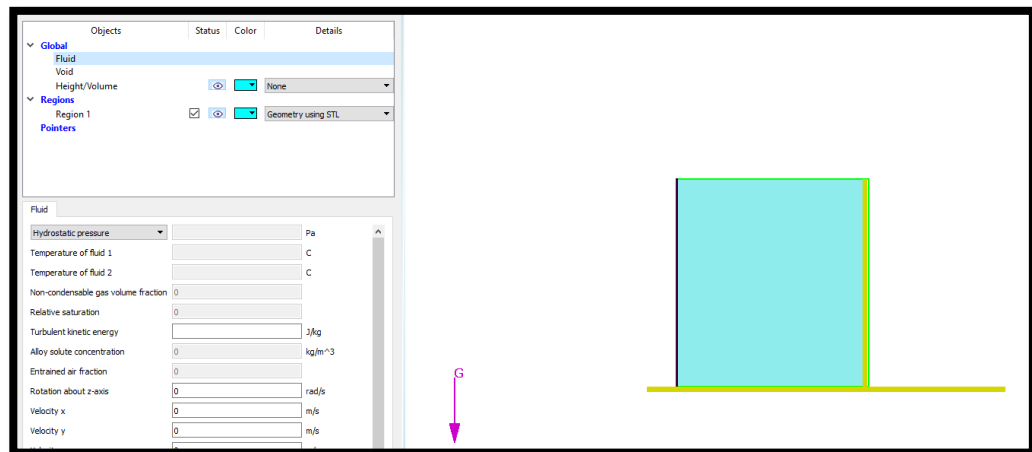 Objects Status Color Details
Global
Fluid
Void
Height/Volume None
Regions
Region 1 Geometry using STL
Pointers
Fluid
Hydrostatic pressure Pa
Temperature of fluid 1 C
Temperature of fluid 2 C
Non-condensable gas volume fraction 0
Relative saturation 0
Turbulent kinetic energy J/kg
Alloy solute concentration 0 kg/m^3
Entrained air fraction 0
Rotation about z-axis 0 rad/s
Velocity x 0 m/s
Velocity y 0 m/s
G